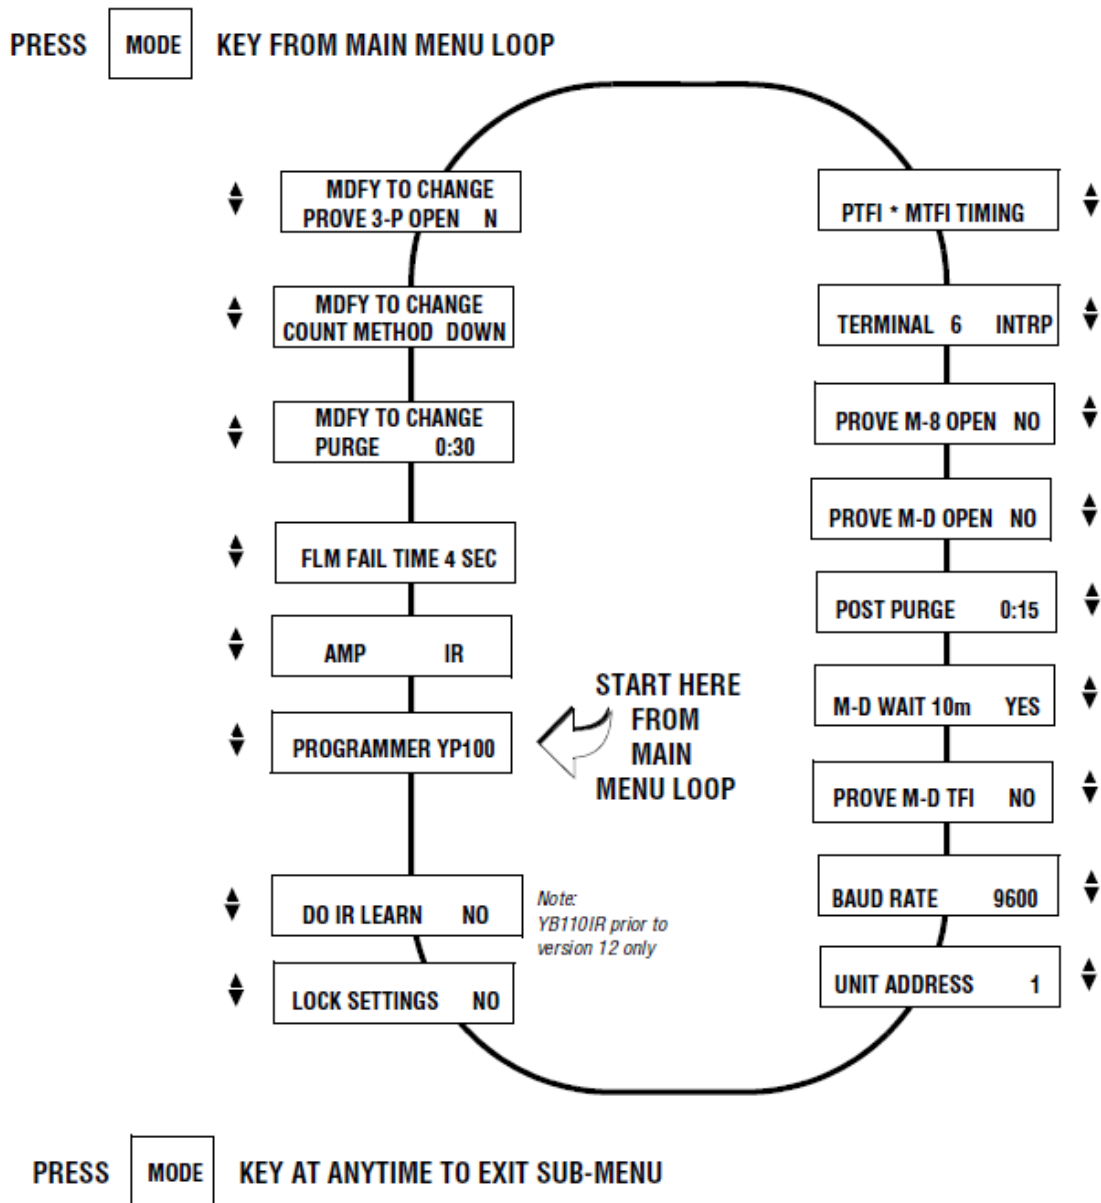 PRESS MODE KEY FROM MAIN MENU LOOP
MDFY TO CHANGE
PROVE 3-P OPEN N
MDFY TO CHANGE
COUNT METHOD DOWN
MDFY TO CHANGE
PURGE 0:30
FLM FAIL TIME 4 SEC
AMP IR
PROGRAMMER YP100
START HERE
FROM
MAIN
MENU LOOP
DO IR LEARN NO
Note:
YB110IR prior to
version 12 only
LOCK SETTINGS NO
PTFI * MTFI TIMING
TERMINAL 6 INTRP
PROVE M-8 OPEN NO
PROVE M-D OPEN NO
POST PURGE 0:15
M-D WAIT 10m YES
PROVE M-D TFI NO
BAUD RATE 9600
UNIT ADDRESS 1
PRESS MODE KEY AT ANYTIME TO EXIT SUB-MENU